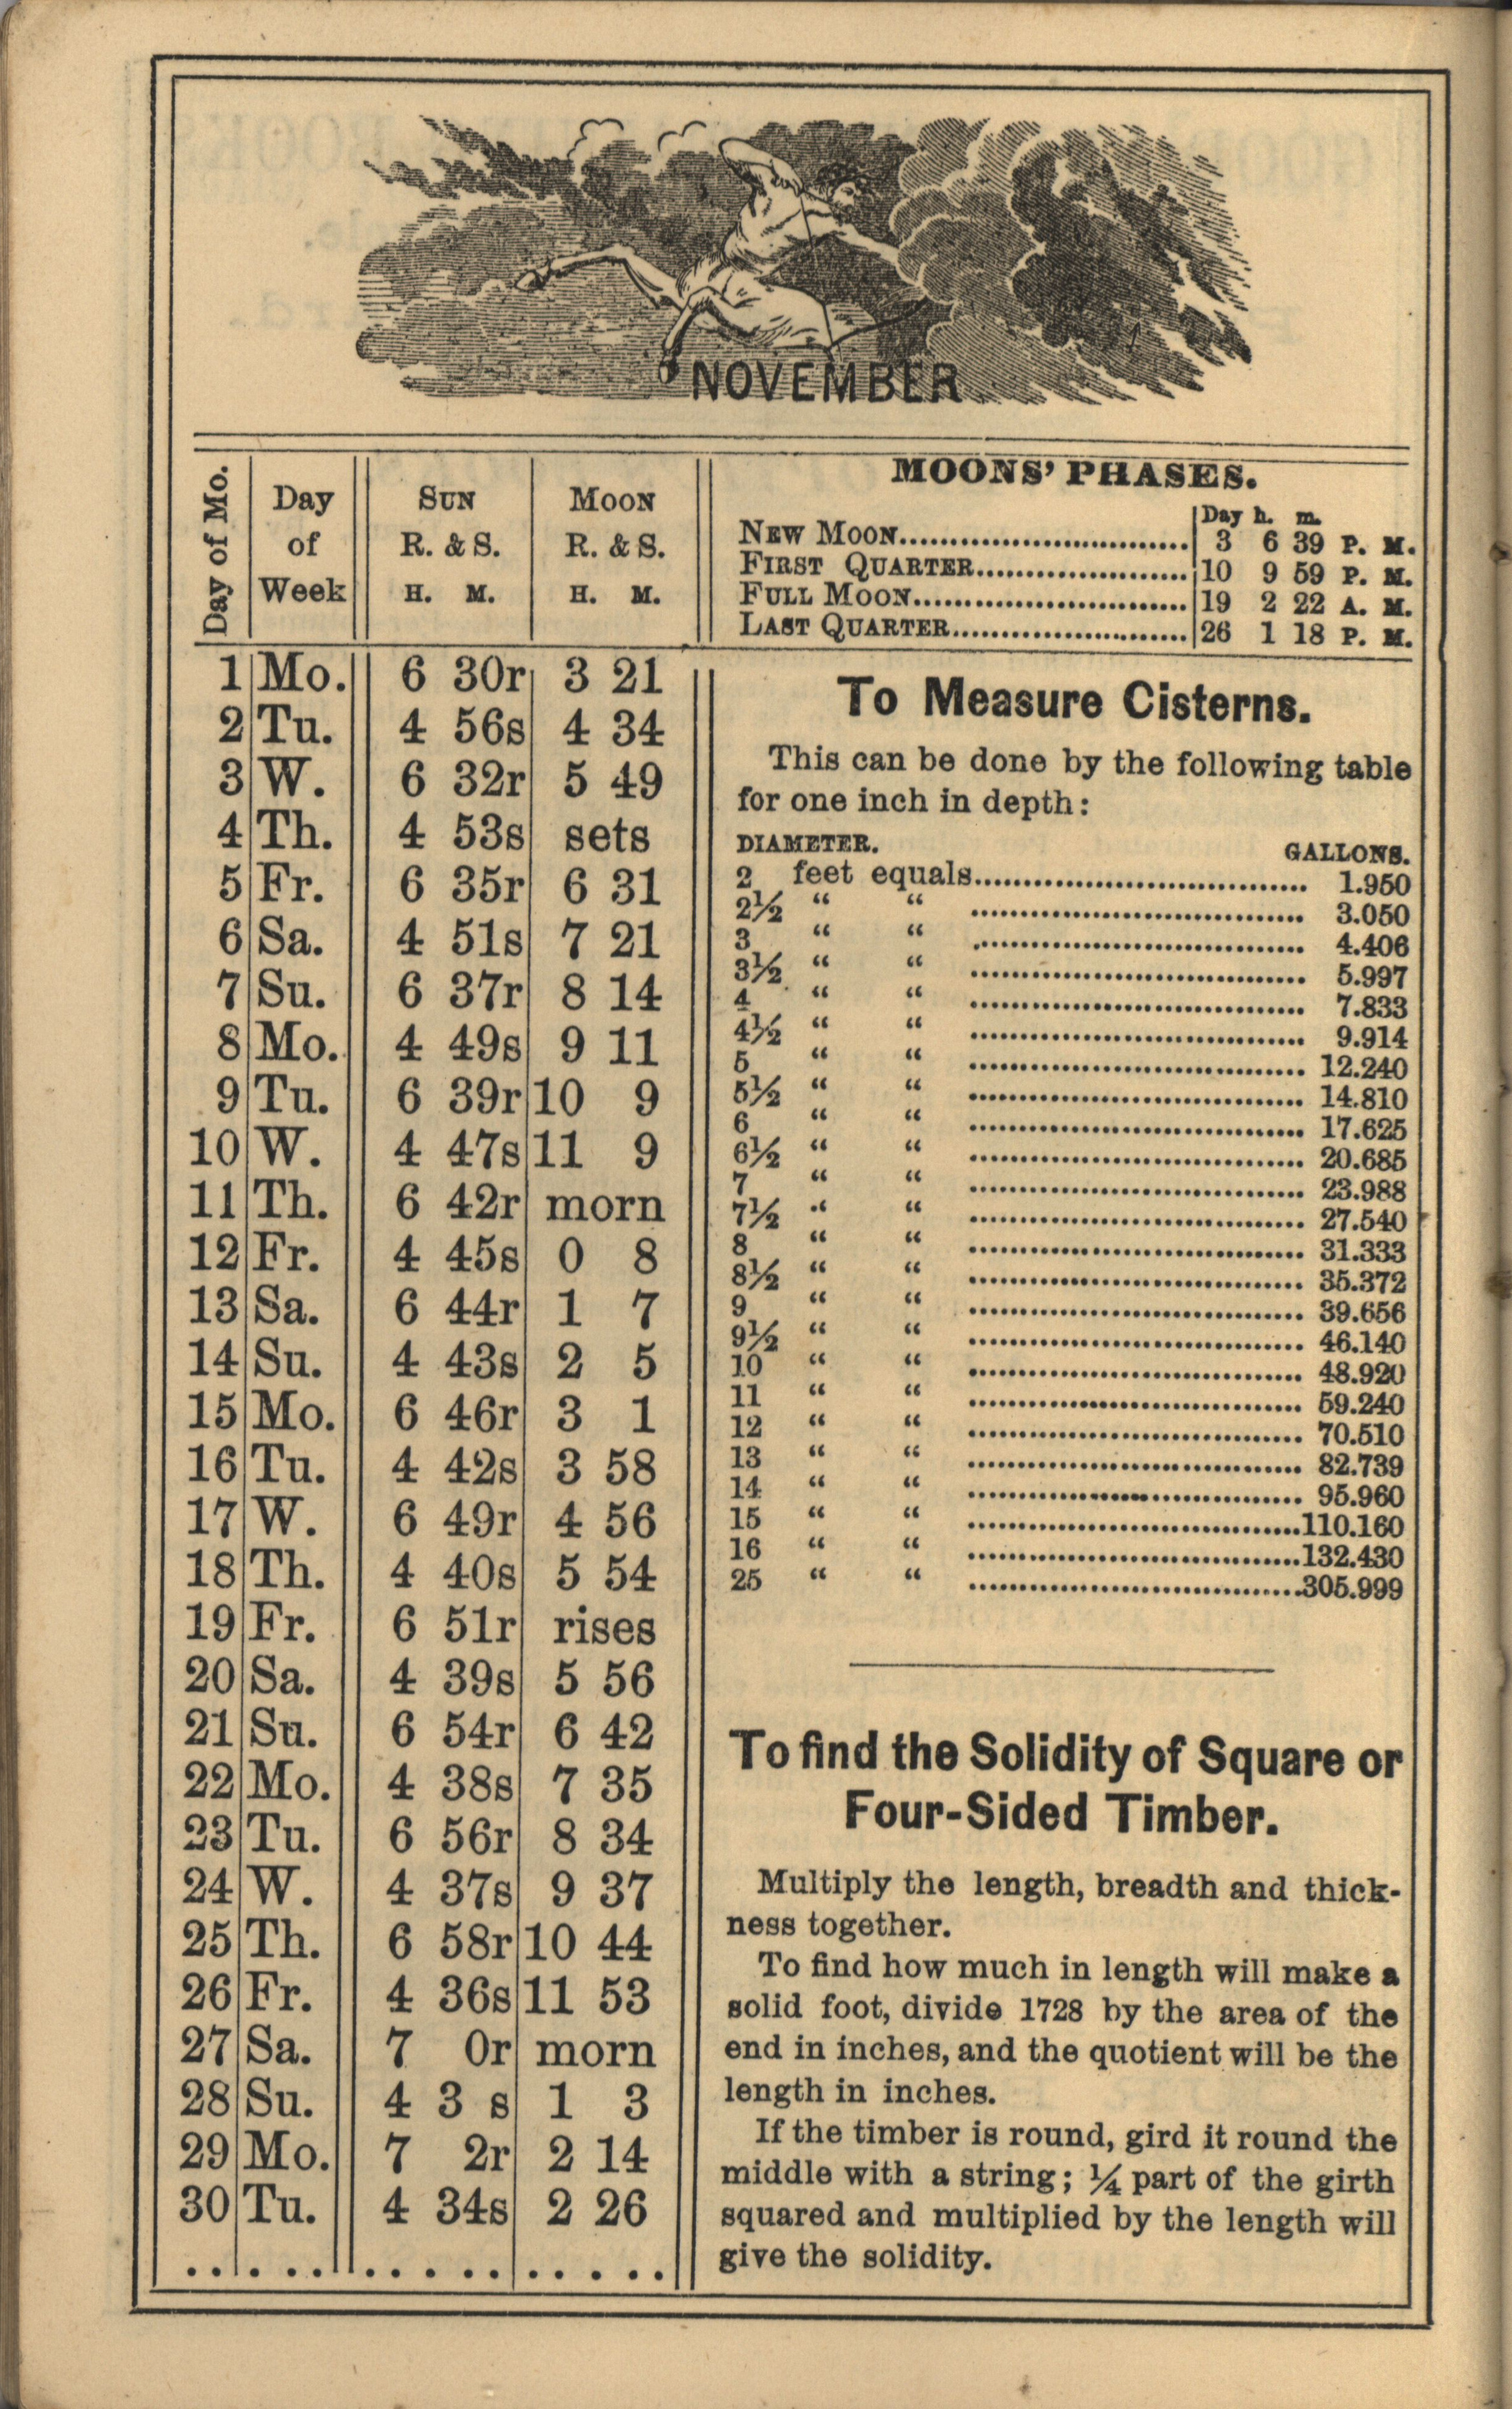 NOVEMBER
Day of Mo.
Day
of
Week
SUN
R. & S.
H. M.
MOON
R. & S.
H. M.
1 Mo. 6 30r 3 21
2 Tu. 4 56s 4 34
3 W. 6 32r 5 49
4 Th. 4 53s sets
5 Fr. 6 35r 6 31
6 Sa. 4 51s 7 21
7 Su. 6 37r 8 14
8 Mo. 4 49s 9 11
9 Tu. 6 39r 10 9
10 W. 4 47s 11 9
11 Th. 6 42r morn
12 Fr. 4 45s 0 8
13 Sa. 6 44r 1 7
14 Su. 4 43s 2 5
15 Mo. 6 46r 3 1
16 Tu. 4 42s 3 58
17 W. 6 49r 4 56
18 Th. 4 40s 5 54
19 Fr. 6 51r rises
20 Sa. 4 39s 5 56
21 Su. 6 54r 6 42
22 Mo. 4 38s 7 35
23 Tu. 6 56r 8 34
24 W. 4 37s 9 37
25 Th. 6 58r 10 44
26 Fr. 4 36s 11 53
27 Sa. 7 0r morn
28 Su. 4 3 s 1 3
29 Mo. 7 2r 2 14
30 Tu. 4 34s 2 26
MOONS' PHASES.
Day h. m.
NEW MOON.............................. 3 6 39 P. M.
FIRST QUARTER...................... 10 9 59 P. M.
FULL MOON............................ 19 2 22 A. M.
LAST QUARTER........................ 26 1 18 P. M.
To Measure Cisterns.
This can be done by the following table
for one inch in depth:
DIAMETER. GALLONS.
2 feet equals.................................. 1.950
2½ “ “ .................................. 3.050
3 “ “ .................................. 4.406
3½ “ “ .................................. 5.997
4 “ “ .................................. 7.833
4½ “ “ .................................. 9.914
5 “ “ .................................. 12.240
5½ “ “ .................................. 14.810
6 “ “ .................................. 17.625
6½ “ “ .................................. 20.685
7 “ “ .................................. 23.988
7½ “ “ .................................. 27.540
8 “ “ .................................. 31.333
8½ “ “ .................................. 35.372
9 “ “ .................................. 39.656
9½ “ “ .................................. 46.140
10 “ “ .................................. 48.920
11 “ “ .................................. 59.240
12 “ “ .................................. 70.510
13 “ “ .................................. 82.739
14 “ “ .................................. 95.960
15 “ “ ..................................110.160
16 “ “ ..................................132.430
25 “ “ ..................................305.999
To find the Solidity of Square or
Four-Sided Timber.
Multiply the length, breadth and thick-
ness together.
To find how much in length will make a
solid foot, divide 1728 by the area of the
end in inches, and the quotient will be the
length in inches.
If the timber is round, gird it round the
middle with a string; ¼ part of the girth
squared and multiplied by the length will
give the solidity.